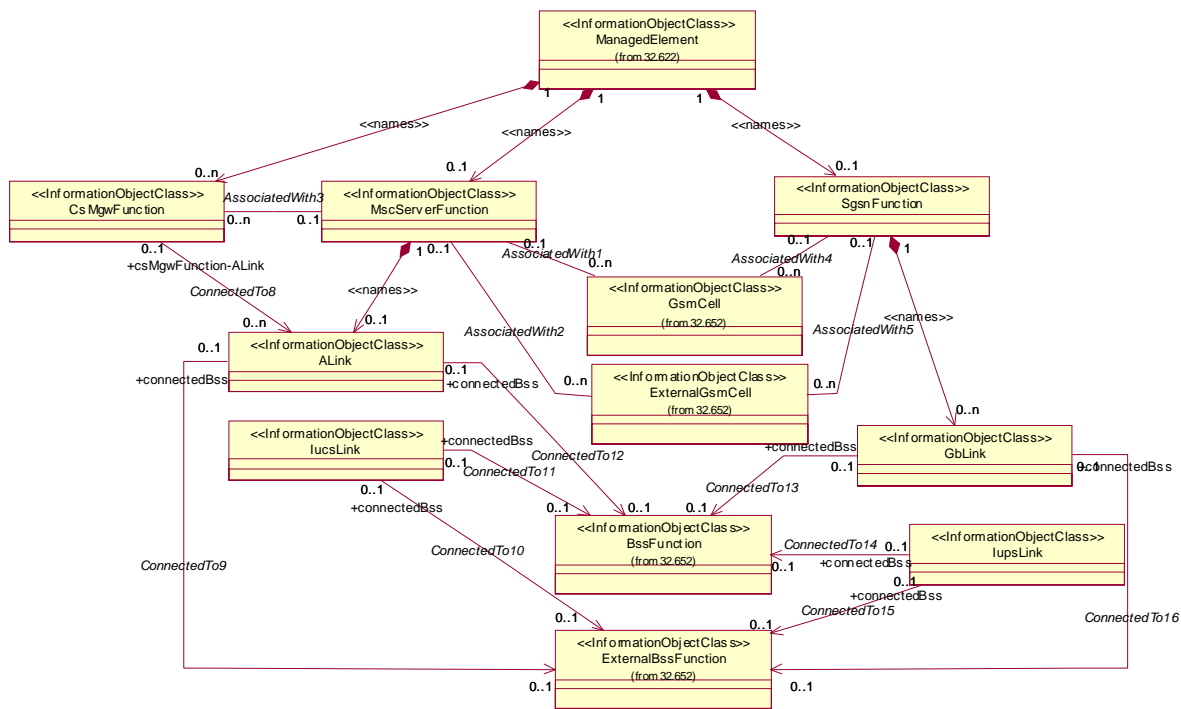 <<InformationObjectClass>>
ManagedElement
(from 32.622)
1
1
1
<<names>>
<<names>>
<<names>>
0..n
0..1
0..1
<<InformationObjectClass>>
CsMgwFunction
AssociatedWith3
0..n
0..1
<<InformationObjectClass>>
MscServerFunction
<<InformationObjectClass>>
SgsnFunction
0..1
+csMgwFunction-ALink
ConnectedTo8
0..n
1
<<names>>
0..1
0..1
0..1
AssociatedWith1
0..n
0..1
AssociatedWith4
0..n
0..1
1
<<InformationObjectClass>>
GsmCell
(from 32.652)
AssociatedWith2
0..n
AssociatedWith5
0..n
<<names>>
0..n
<<InformationObjectClass>>
ALink
0..1
+connectedBss
0..1
+connectedBss
<<InformationObjectClass>>
ExternalGsmCell
(from 32.652)
<<InformationObjectClass>>
IucsLink
+connectedBss
0..1
ConnectedTo11
ConnectedTo12
<<InformationObjectClass>>
GbLink
+connectedBss
0..1
ConnectedTo13
0..1
+connectedBss
0..1
+connectedBss
0..1
0..1
0..1
<<InformationObjectClass>>
BssFunction
(from 32.652)
ConnectedTo14
0..1
+connectedBss
0..1
<<InformationObjectClass>>
IupsLink
0..1
+connectedBss
ConnectedTo15
0..1
ConnectedTo10
0..1
ConnectedTo9
0..1
ConnectedTo16
0..1
<<InformationObjectClass>>
ExternalBssFunction
(from 32.652)